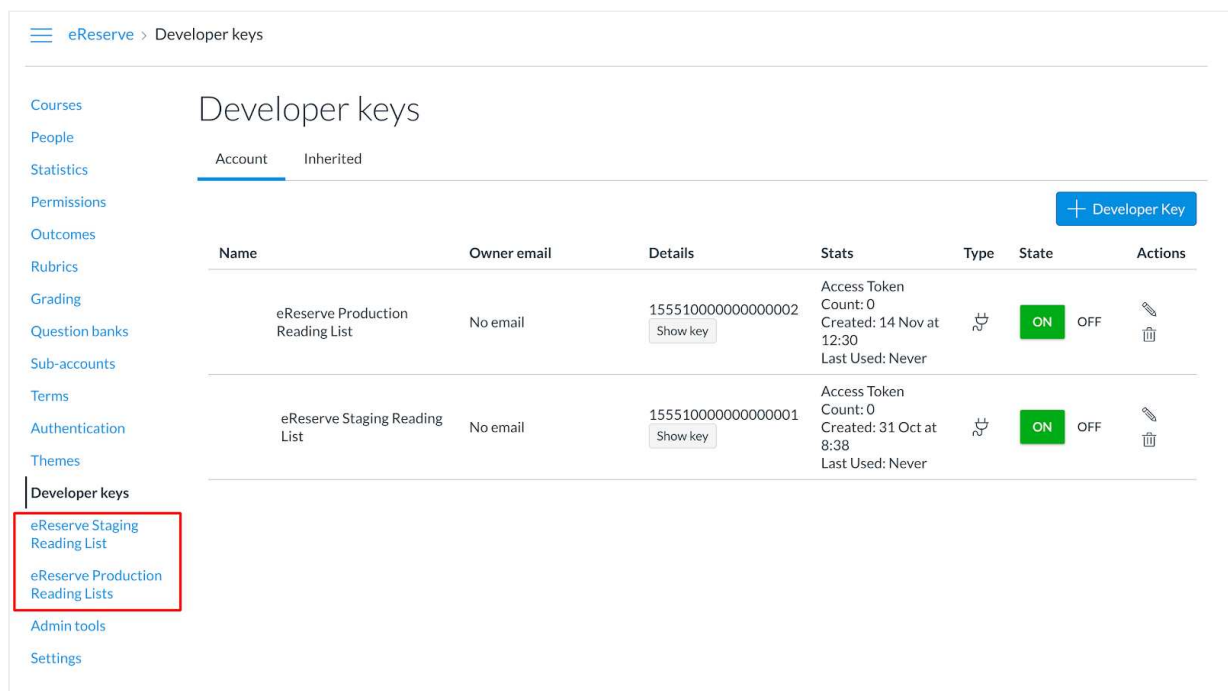 eReserve > Developer keys
Courses
People
Statistics
Permissions
Outcomes
Rubrics
Grading
Question banks
Sub-accounts
Terms
Authentication
Themes
Developer keys
eReserve Staging
Reading List
eReserve Production
Reading Lists
Admin tools
Settings
Developer keys
Account Inherited
+ Developer Key
Name Owner email Details Stats Type State Actions
eReserve Production
Reading List
No email
155510000000000002
Show key
Access Token
Count: 0
Created: 14 Nov at
12:30
Last Used: Never
ON OFF
eReserve Staging Reading
List
No email
155510000000000001
Show key
Access Token
Count: 0
Created: 31 Oct at
8:38
Last Used: Never
ON OFF